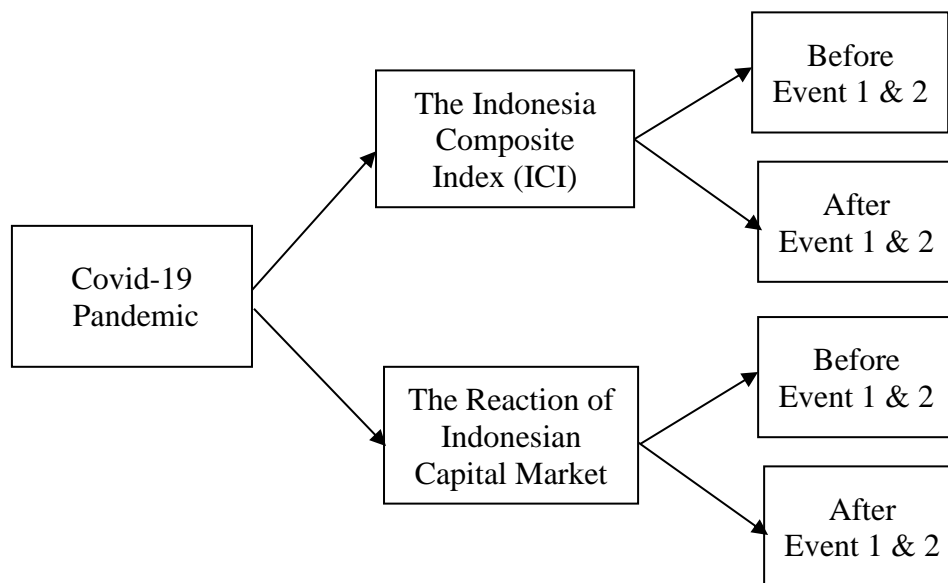 Covid-19
Pandemic
The Indonesia
Composite
Index (ICI)
Before
Event 1 & 2
After
Event 1 & 2
The Reaction of
Indonesian
Capital Market
Before
Event 1 & 2
After
Event 1 & 2